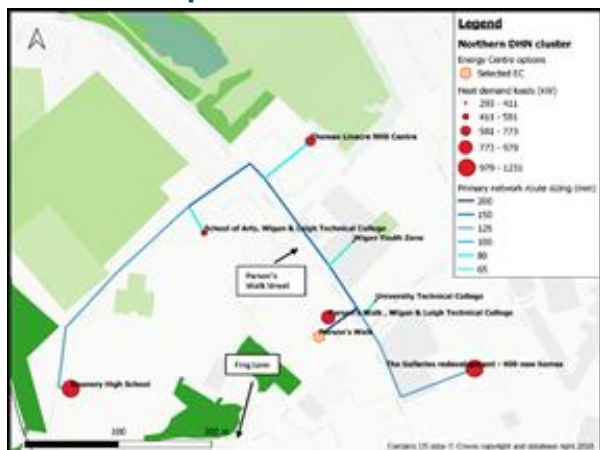 Legend
Northern DHN cluster
Energy Centre options
Selected EC
Heat demand loads (kW)
293 - 411
411 - 581
581 - 773
773 - 979
979 - 1231
Primary network route sizing (mm)
200
150
125
100
80
65
Thomas Linacre NHS Centre
School of Arts, Wigan & Leigh Technical College
Wigan Youth Zone
Parson's
Walk Street
University Technical College
Parson's Walk, Wigan & Leigh Technical College
Parson's Walk
The Galleries redevelopment - 400 new homes
Deanery High School
Frog Lane
100
200 m
Contains OS data © Crown copyright and database right